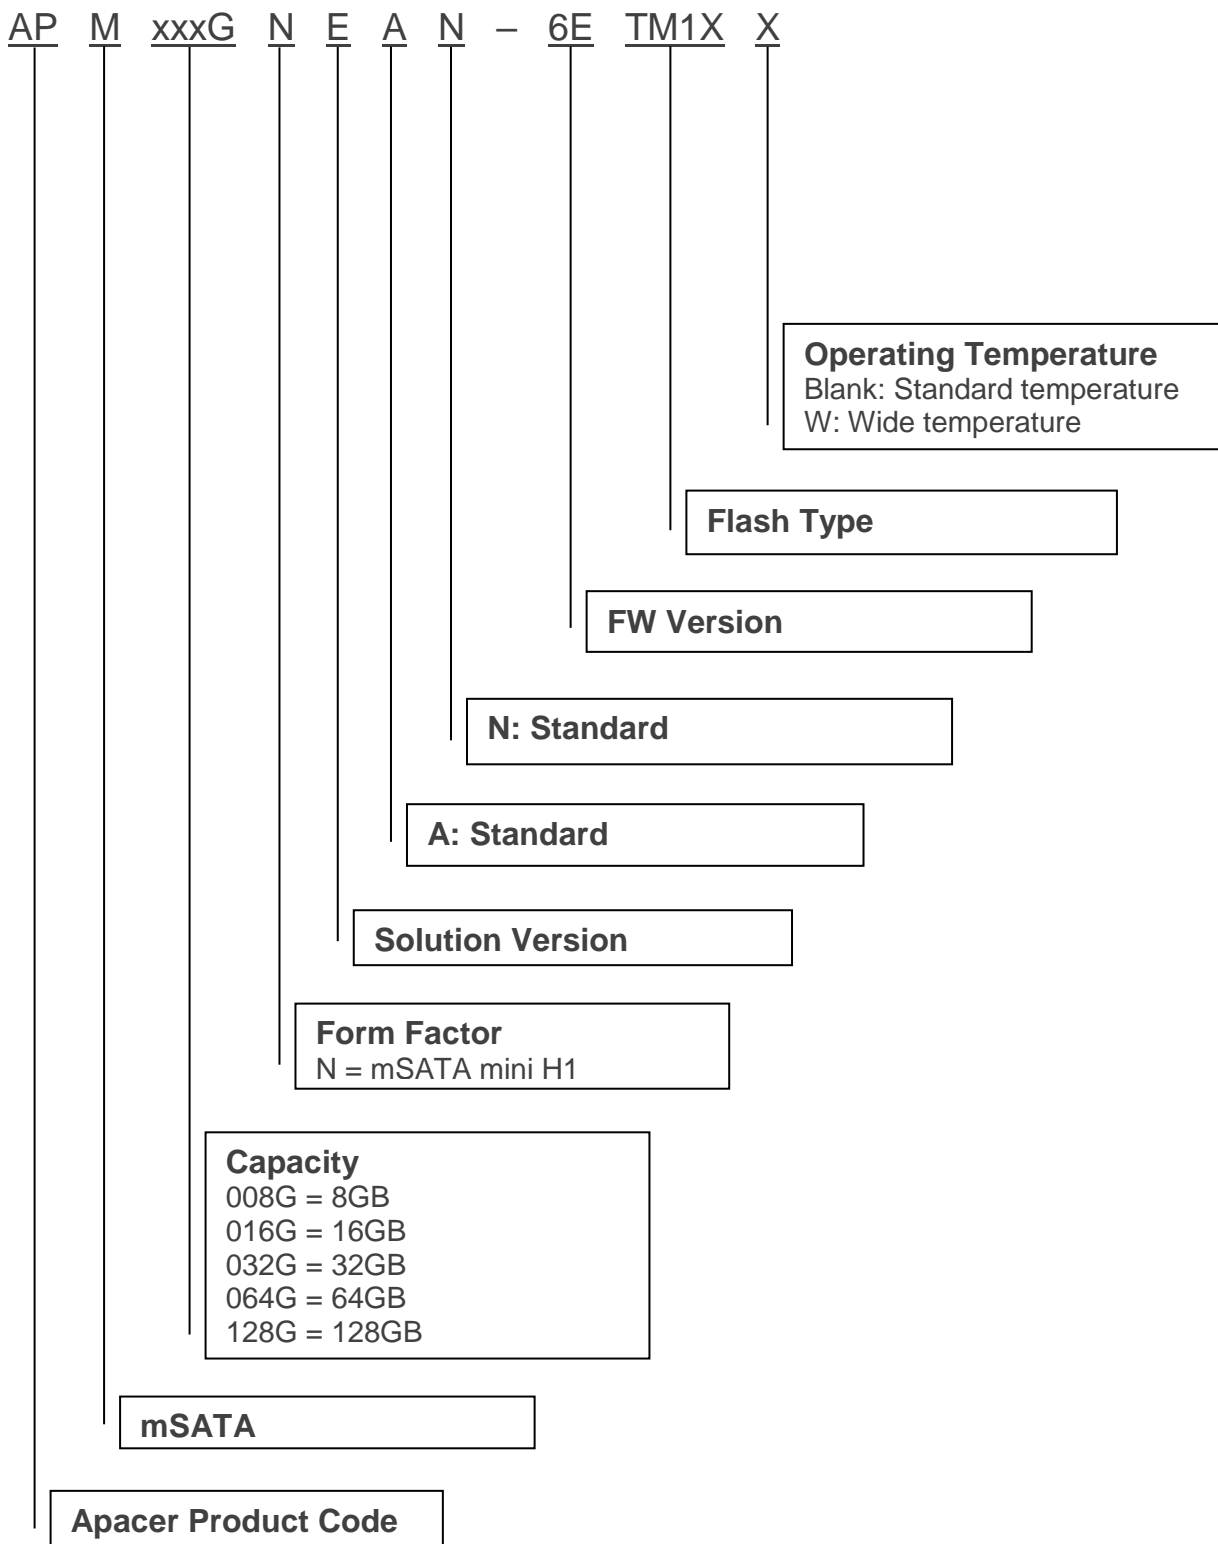 AP M xxxG N E A N – 6E TM1X X
Operating Temperature
Blank: Standard temperature
W: Wide temperature
Flash Type
FW Version
N: Standard
A: Standard
Solution Version
Form Factor
N = mSATA mini H1
Capacity
008G = 8GB
016G = 16GB
032G = 32GB
064G = 64GB
128G = 128GB
mSATA
Apacer Product Code